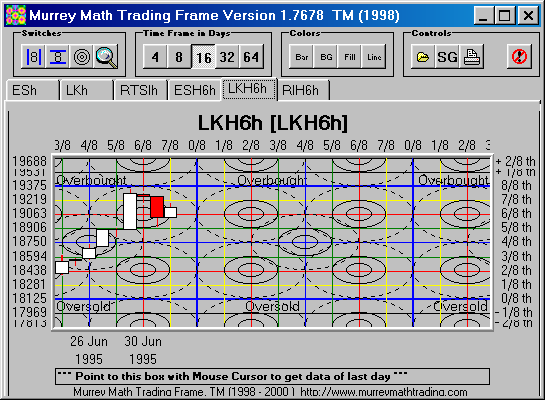 Murrey Math Trading Frame Version 1.7678 TM (1998)
Switches Time Frame in Days Colors Controls
|8| 8 4 8 16 32 64 Bar BG Fill Line SG
ESh LKh RTSIh ESH6h LKH6h RIH6h
LKH6h [LKH6h]
3/8 4/8 5/8 6/8 7/8 0/8 1/8 2/8 3/8 4/8 5/8 6/8 7/8 0/8 1/8 2/8 3
19688 + 2/8 th
19531 + 1/8 th
19375 Overbought Overbought Overbought 8/8 th
19219 7/8 th
19063 6/8 th
18906 5/8 th
18750 4/8 th
18594 3/8 th
18438 2/8 th
18281 1/8 th
18125 0/8 th
17969 Oversold Oversold Oversold - 1/8 th
17813 - 2/8 th
26 Jun 30 Jun
1995 1995
*** Point to this box with Mouse Cursor to get data of last day ***
Murrey Math Trading Frame, TM (1998 - 2000 ) http://www.murreymathtrading.com